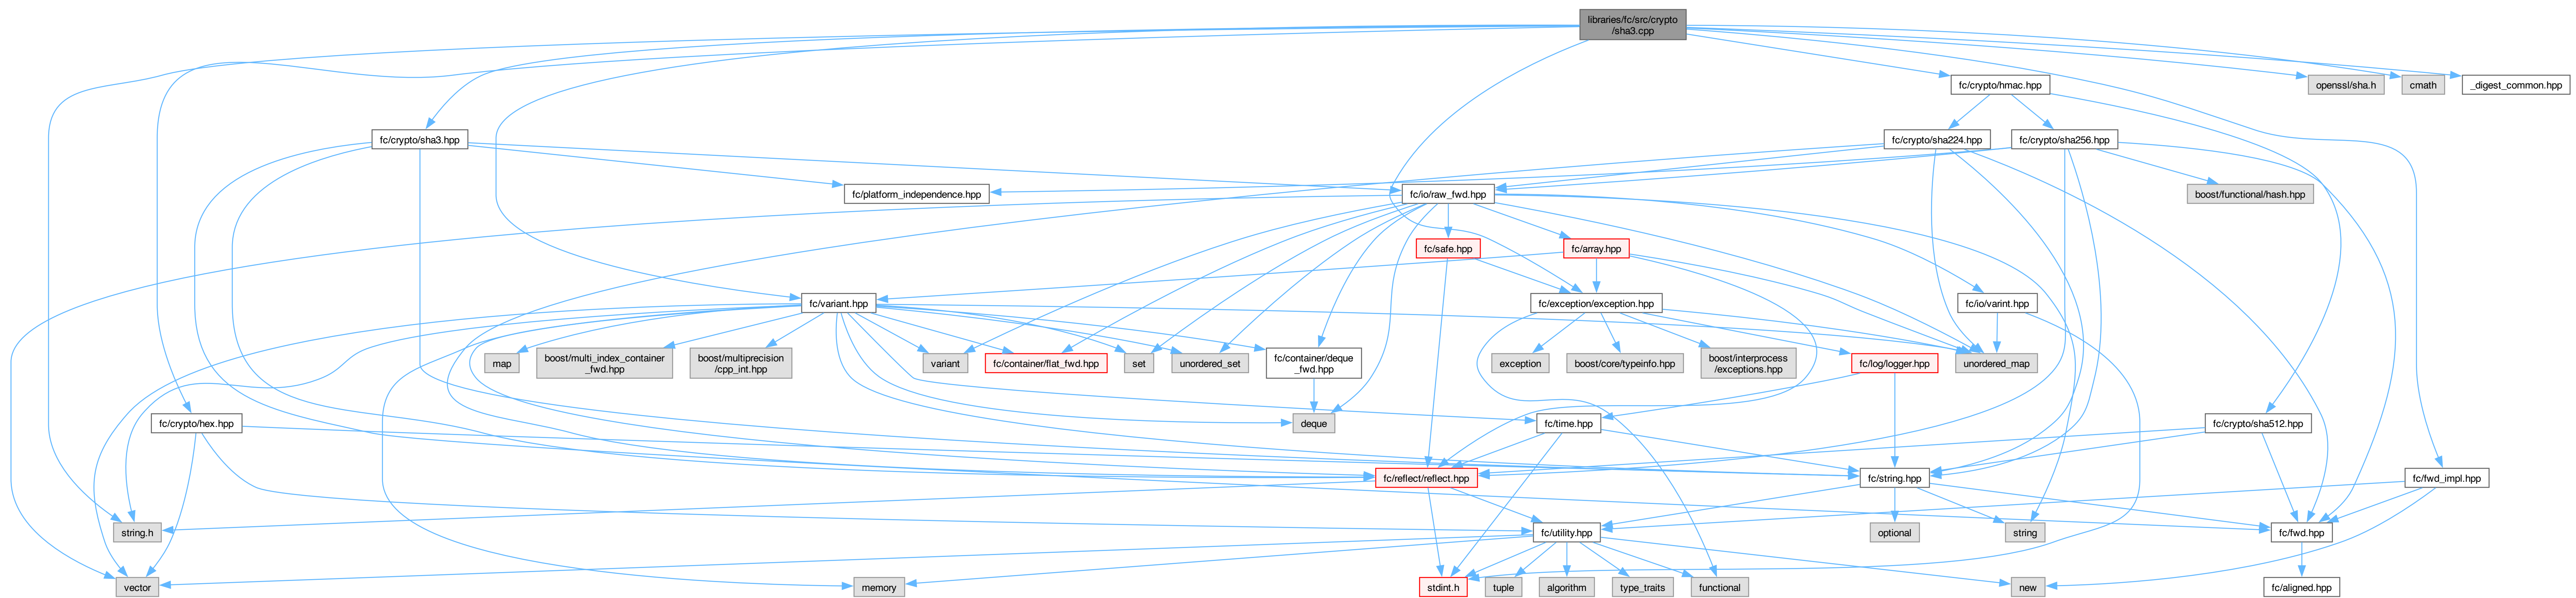 libraries/fc/src/crypto
/sha3.cpp
fc/crypto/hmac.hpp
openssl/sha.h
cmath
_digest_common.hpp
fc/crypto/sha3.hpp
fc/crypto/sha224.hpp
fc/crypto/sha256.hpp
fc/platform_independence.hpp
fc/io/raw_fwd.hpp
boost/functional/hash.hpp
fc/safe.hpp
fc/array.hpp
fc/variant.hpp
fc/exception/exception.hpp
fc/io/varint.hpp
map
boost/multi_index_container
_fwd.hpp
boost/multiprecision
/cpp_int.hpp
variant
fc/container/flat_fwd.hpp
set
unordered_set
fc/container/deque
_fwd.hpp
exception
boost/core/typeinfo.hpp
boost/interprocess
/exceptions.hpp
fc/log/logger.hpp
unordered_map
fc/crypto/hex.hpp
deque
fc/time.hpp
fc/crypto/sha512.hpp
fc/reflect/reflect.hpp
fc/string.hpp
fc/fwd_impl.hpp
string.h
fc/utility.hpp
optional
string
fc/fwd.hpp
vector
memory
stdint.h
tuple
algorithm
type_traits
functional
new
fc/aligned.hpp